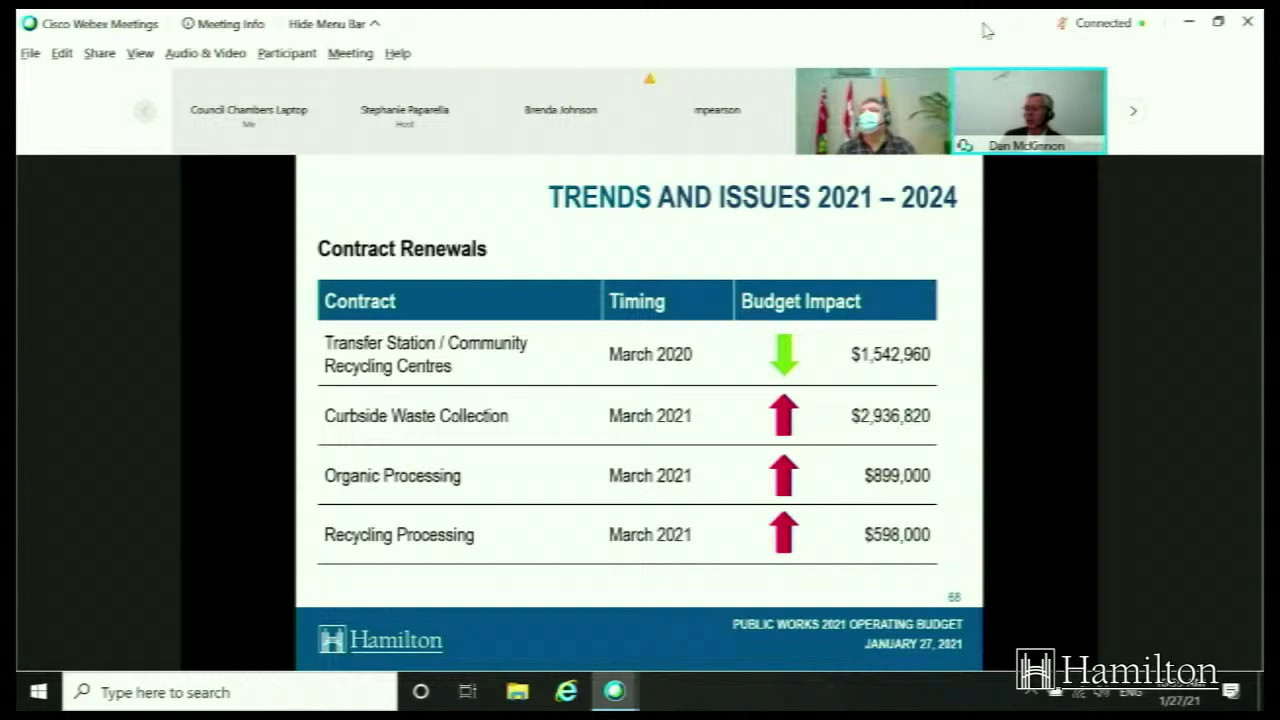 Cisco Webex Meetings Meeting Info Hide Menu Bar Connected
File Edit Share View Audio & Video Participant Meeting Help
Council Chambers Laptop Stephanie Paparella Brenda Johnson mpearson
Me Host
Dan McKinnon
TRENDS AND ISSUES 2021 – 2024
Contract Renewals
Contract Timing Budget Impact
Transfer Station / Community
Recycling Centres March 2020 $1,542,960
Curbside Waste Collection March 2021 $2,936,820
Organic Processing March 2021 $899,000
Recycling Processing March 2021 $598,000
68
PUBLIC WORKS 2021 OPERATING BUDGET
JANUARY 27, 2021
Hamilton
Hamilton
Type here to search
ENG
1/27/21